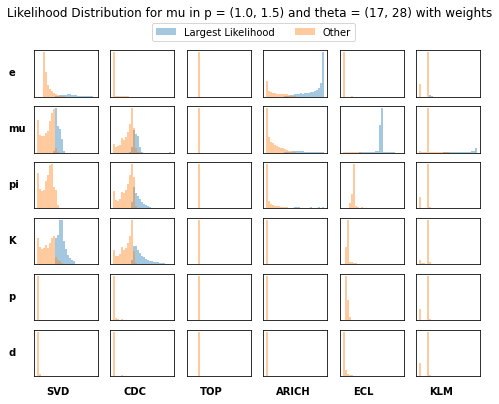 Likelihood Distribution for mu in p = (1.0, 1.5) and theta = (17, 28) with weights
Largest Likelihood Other
e
mu
pi
K
p
d
SVD CDC TOP ARICH ECL KLM